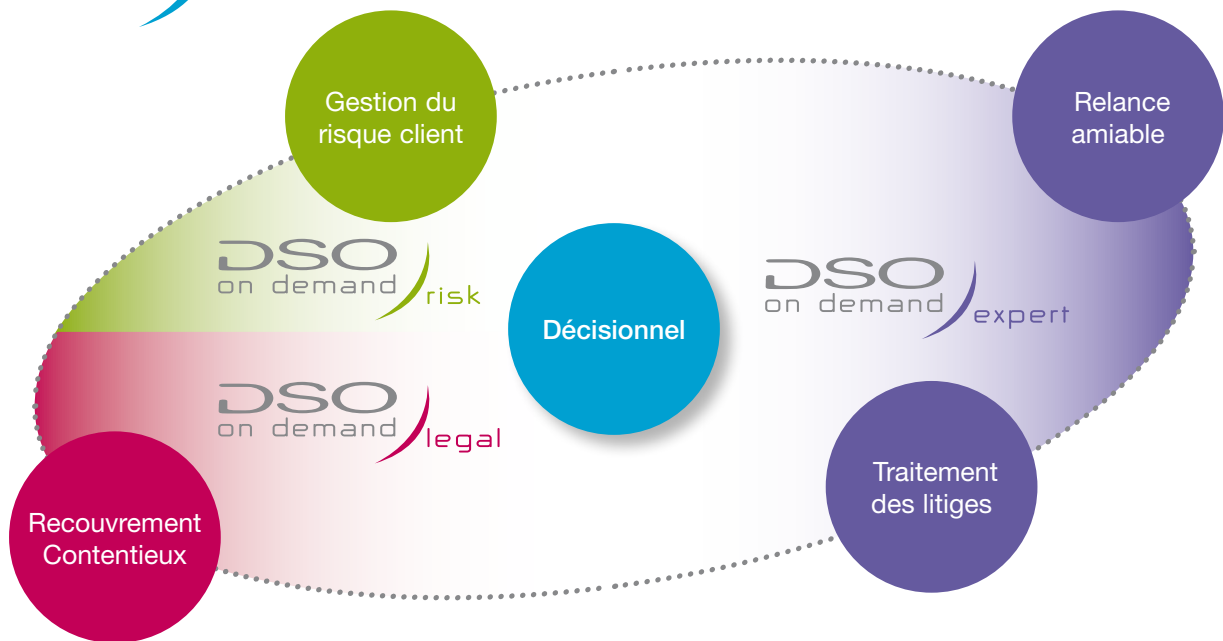 Gestion du
risque client
Relance
amiable
DSO
on demand
risk
DSO
on demand
expert
Décisionnel
DSO
on demand
legal
Traitement
des litiges
Recouvrement
Contentieux